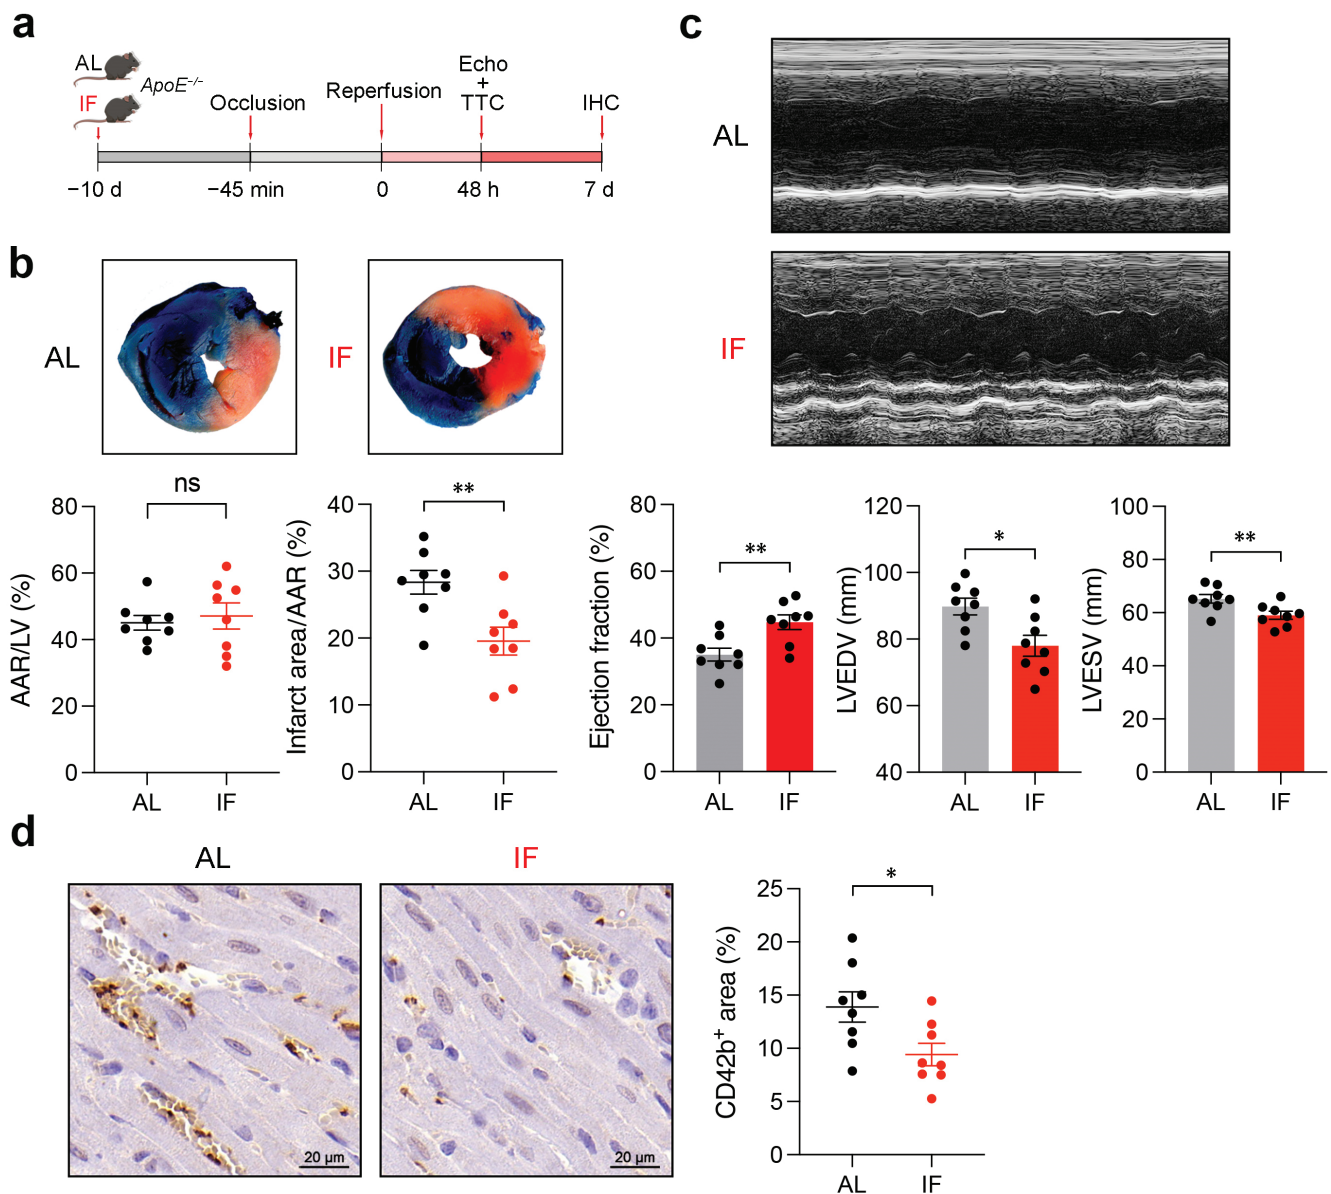 a
AL
IF
ApoE−/−
Occlusion
Reperfusion
Echo
+
TTC
IHC
−10 d
−45 min
0
48 h
7 d
b
AL
IF
AAR/LV (%)
80
60
40
20
0
ns
AL
IF
Infarct area/AAR (%)
40
30
20
10
0
**
AL
IF
c
AL
IF
Ejection fraction (%)
80
60
40
20
0
**
AL
IF
LVEDV (mm)
120
100
80
60
40
*
AL
IF
LVESV (mm)
100
80
60
40
20
0
**
AL
IF
d
AL
IF
20 µm
20 µm
CD42b+ area (%)
25
20
15
10
5
0
*
AL
IF